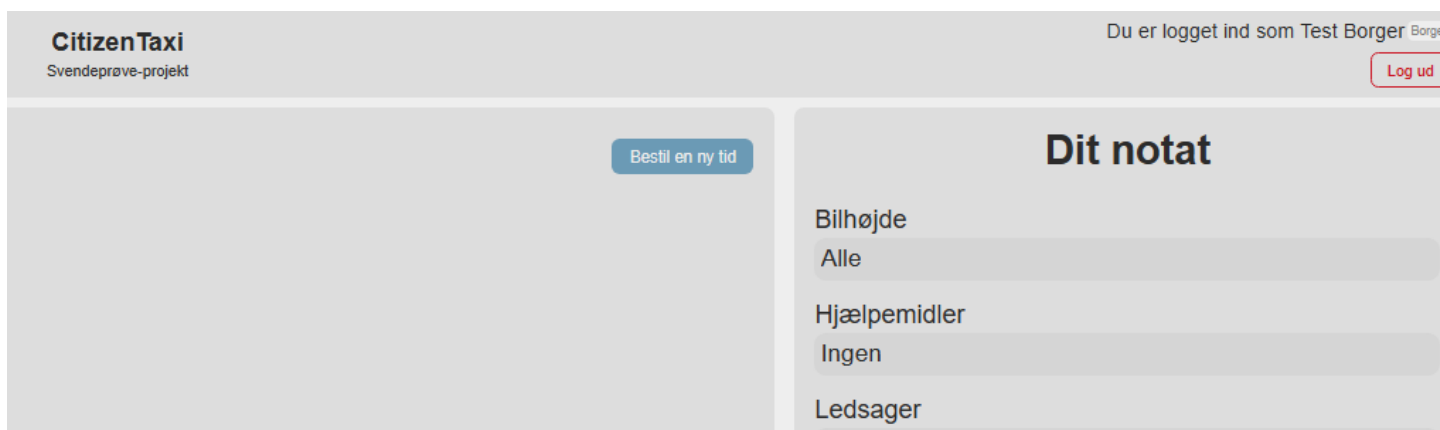 CitizenTaxi
Svendeprøve-projekt
Du er logget ind som Test Borger
Log ud
Bestil en ny tid
Dit notat
Bilhøjde
Alle
Hjælpemidler
Ingen
Ledsager